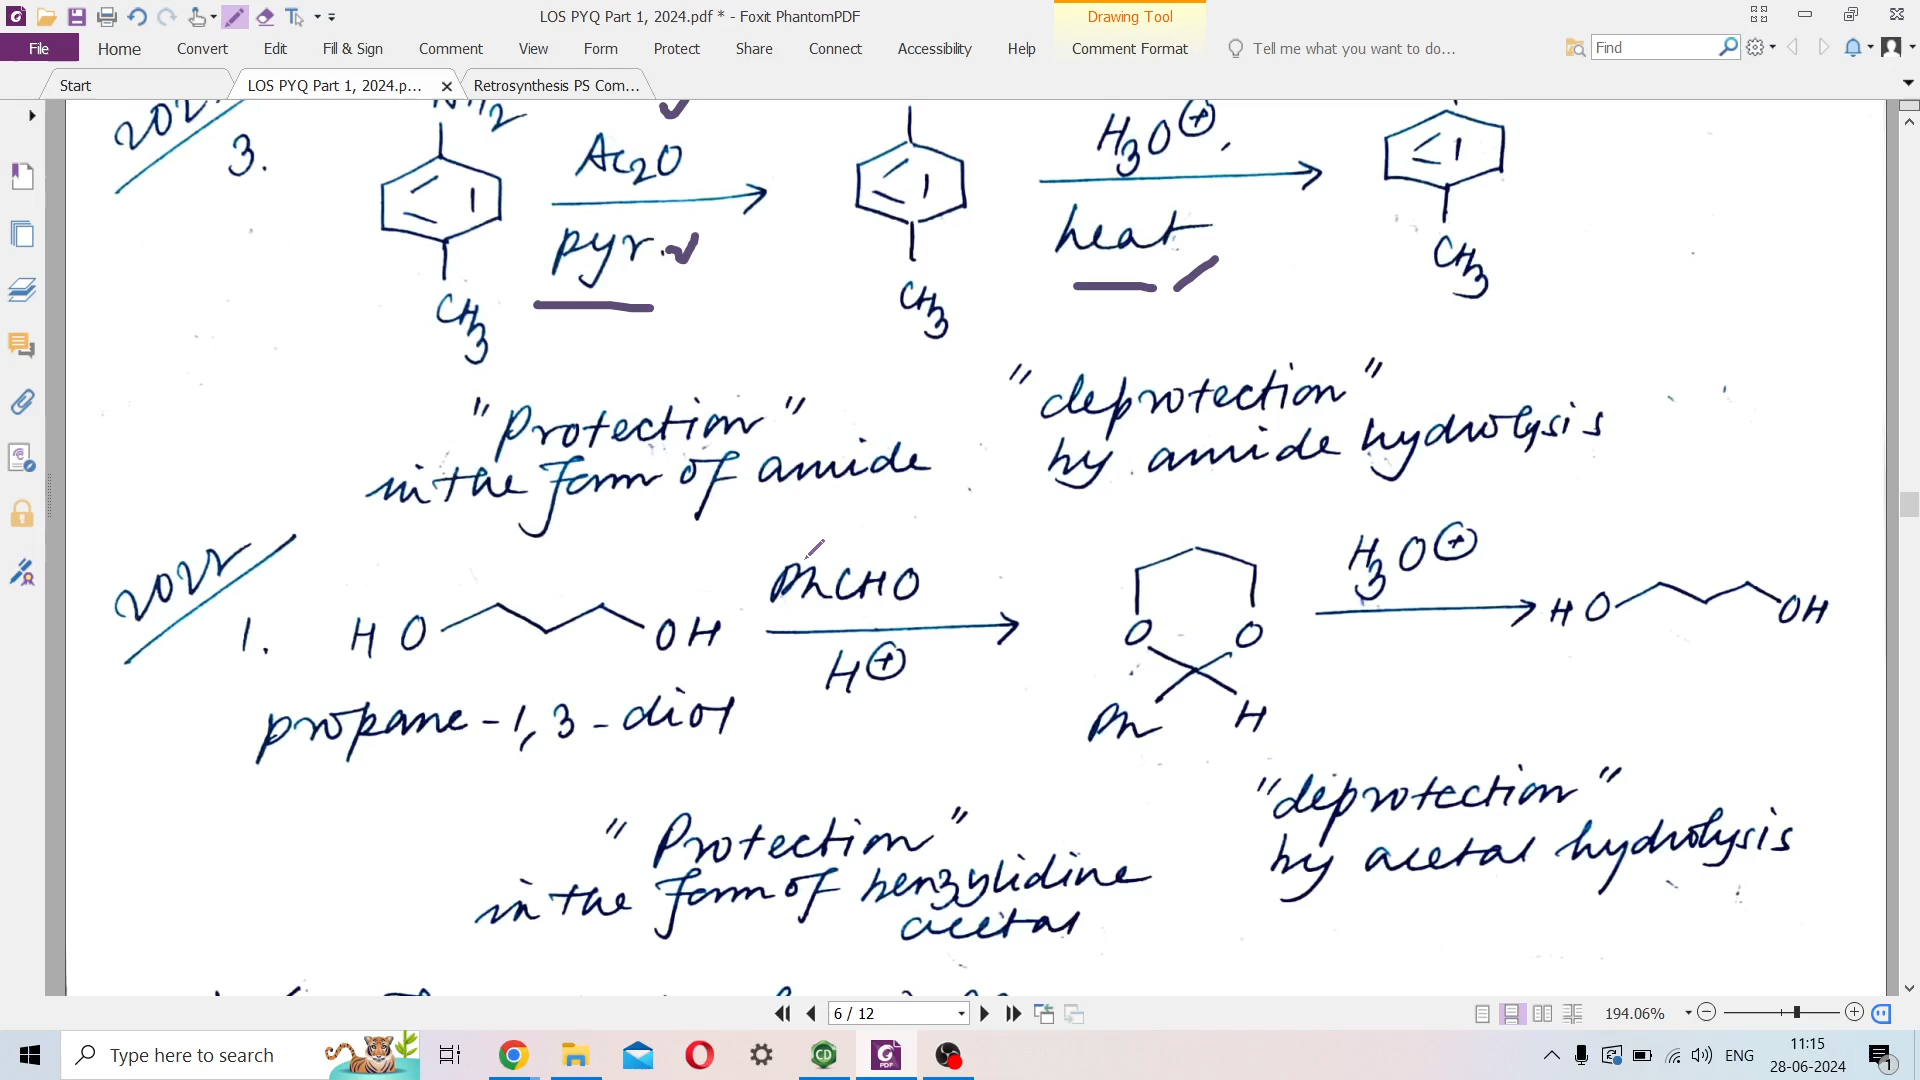 LOS PYQ Part 1, 2024.pdf * - Foxit PhantomPDF
Drawing Tool
File Home Convert Edit Fill & Sign Comment View Form Protect Share Connect Accessibility Help Comment Format Tell me what you want to do... Find
Start LOS PYQ Part 1, 2024.p... Retrosynthesis PS Com...
NH2
3. Ac2O H3O+,
pyr. heat
CH3 CH3 CH3
"Protection" "deprotection"
in the form of amide by amide hydrolysis
2022
1. HO OH PhCHO H+ O O Ph H H3O+ HO OH
propane-1,3-diol
"Protection" "deprotection"
in the form of benzylidine by acetal hydrolysis
acetal
6 / 12 194.06%
Type here to search ENG 11:15
28-06-2024 1